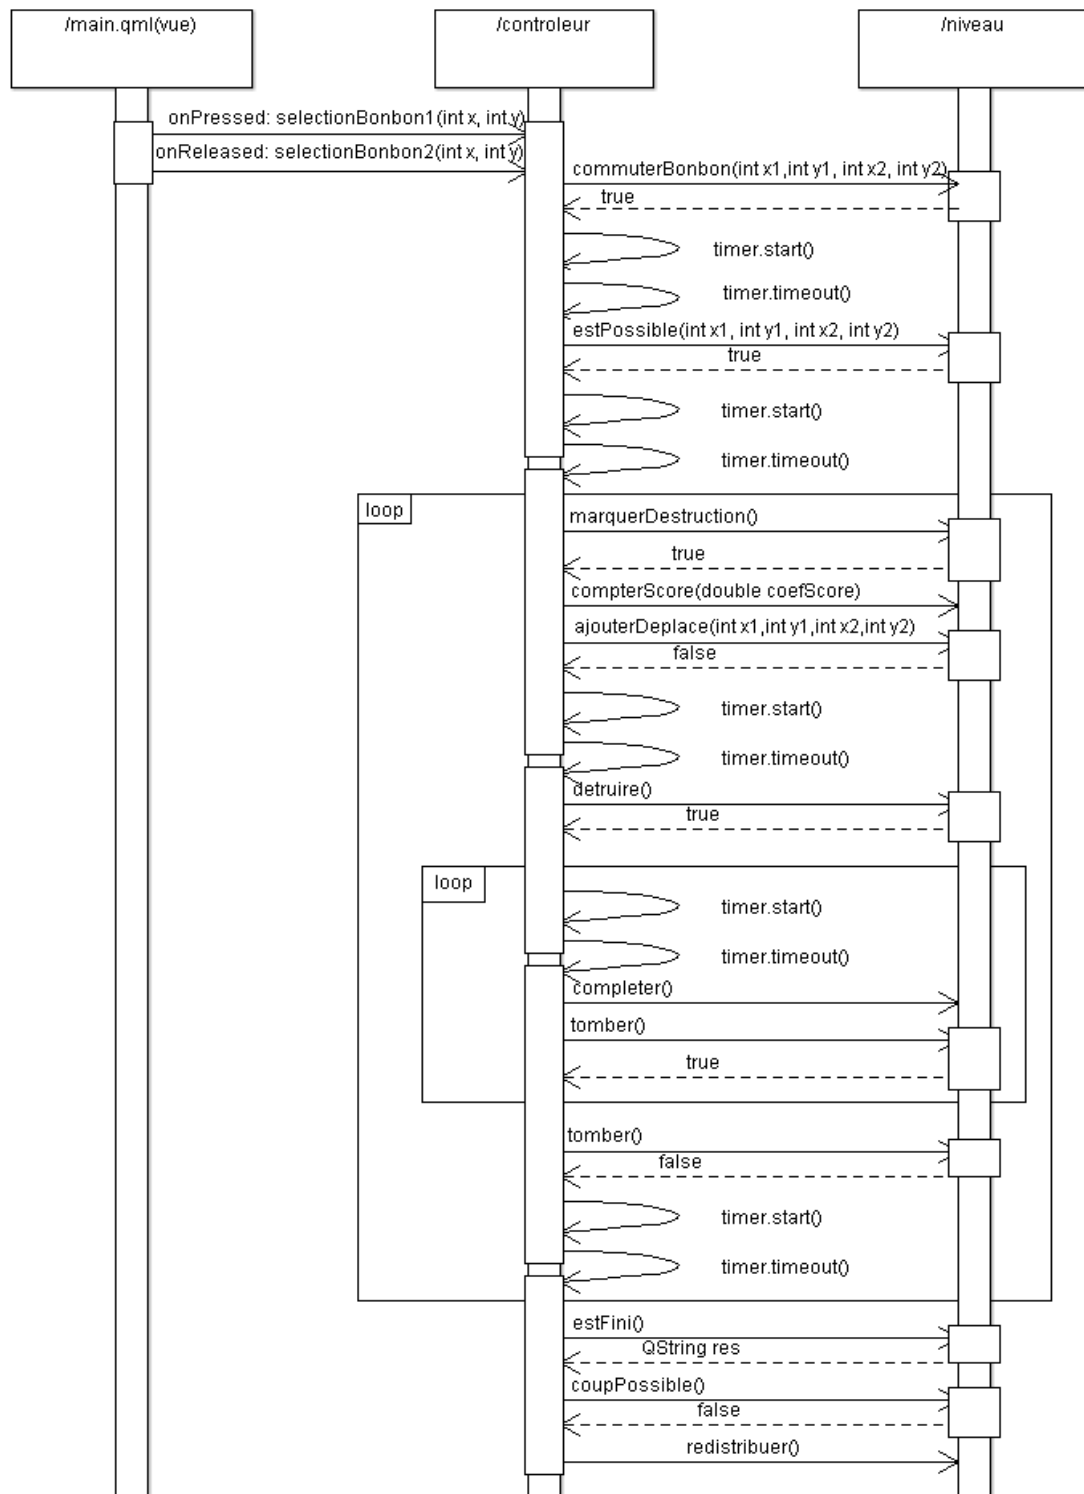 /main.qml(vue)
/controleur
/niveau
onPressed: selectionBonbon1(int x, int y)
onReleased: selectionBonbon2(int x, int y)
commuterBonbon(int x1,int y1, int x2, int y2)
true
timer.start()
timer.timeout()
estPossible(int x1, int y1, int x2, int y2)
true
timer.start()
timer.timeout()
loop
marquerDestruction()
true
compterScore(double coefScore)
ajouterDeplace(int x1,int y1,int x2,int y2)
false
timer.start()
timer.timeout()
detruire()
true
loop
timer.start()
timer.timeout()
completer()
tomber()
true
tomber()
false
timer.start()
timer.timeout()
estFini()
QString res
coupPossible()
false
redistribuer()